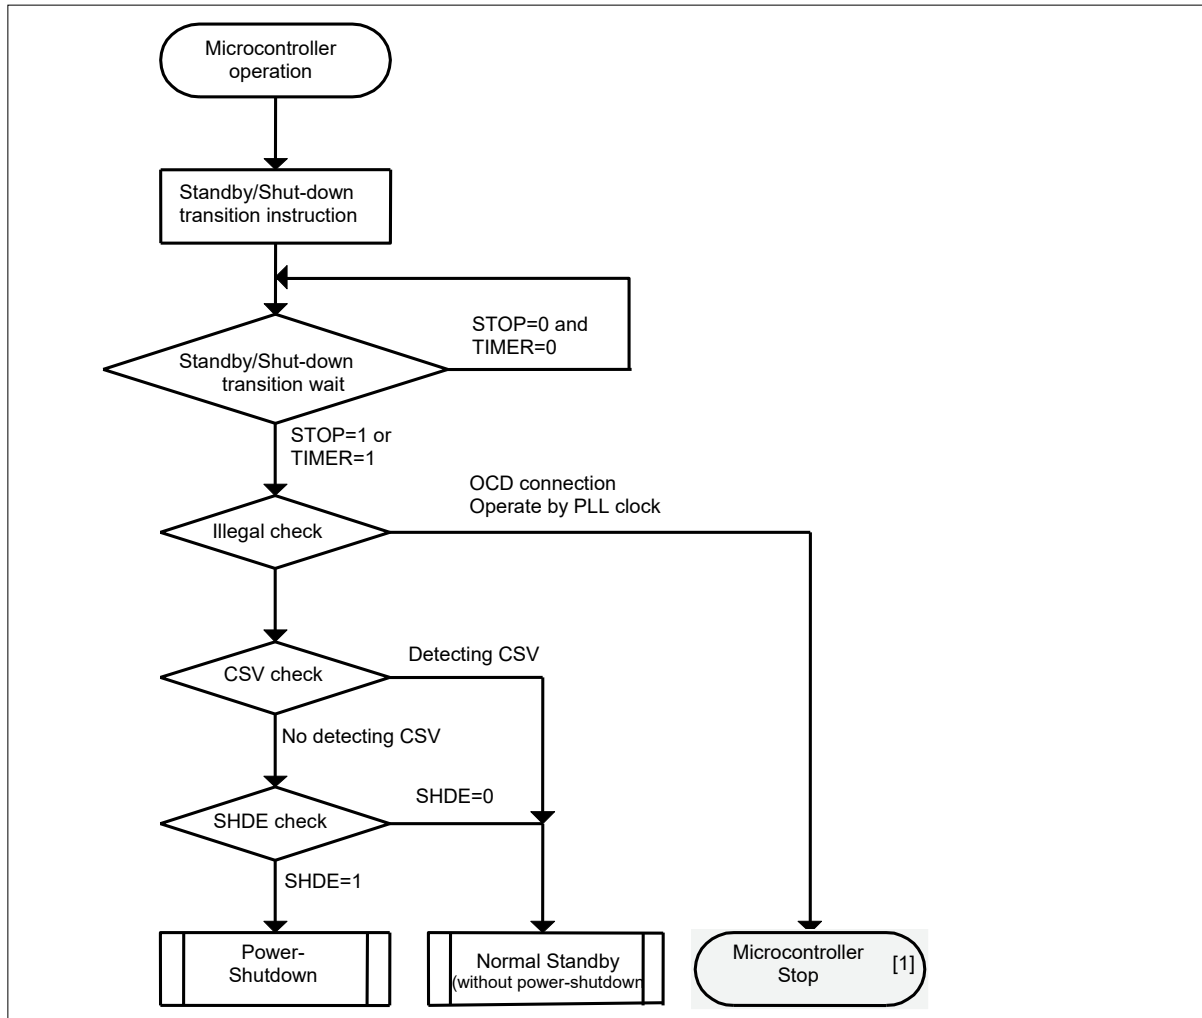 Microcontroller
operation
Standby/Shut-down
transition instruction
STOP=0 and
TIMER=0
Standby/Shut-down
transition wait
STOP=1 or
TIMER=1
OCD connection
Operate by PLL clock
Illegal check
Detecting CSV
CSV check
No detecting CSV
SHDE=0
SHDE check
SHDE=1
Power-
Shutdown
Normal Standby
(without power-shutdown
Microcontroller
Stop
[1]